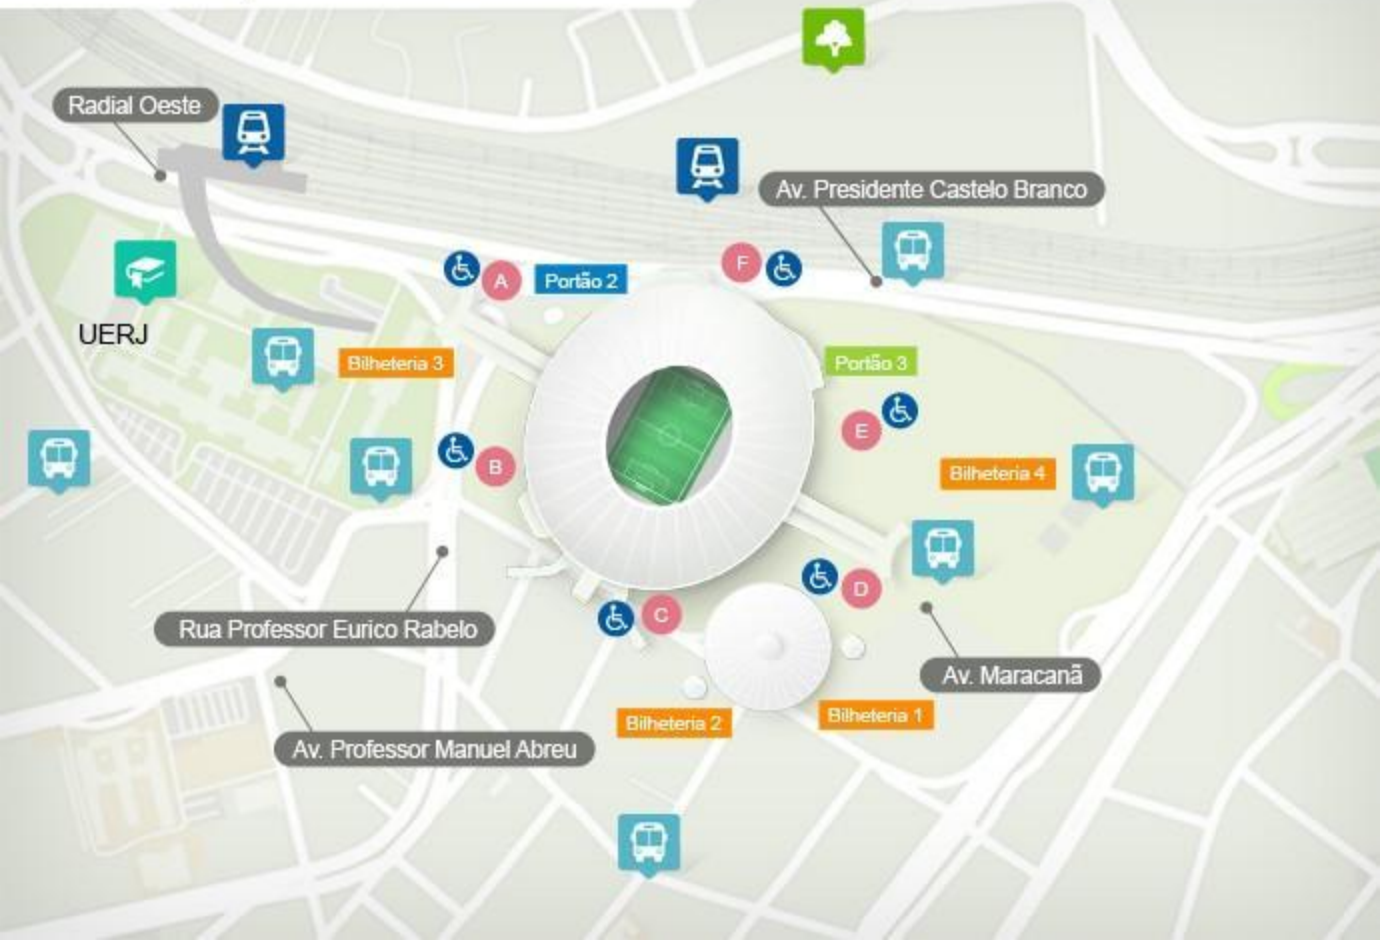 Radial Oeste
Av. Presidente Castelo Branco
UERJ
A
Portão 2
F
Bilheteria 3
Portão 3
B
E
Bilheteria 4
D
C
Rua Professor Eurico Rabelo
Av. Maracanã
Bilheteria 2
Bilheteria 1
Av. Professor Manuel Abreu